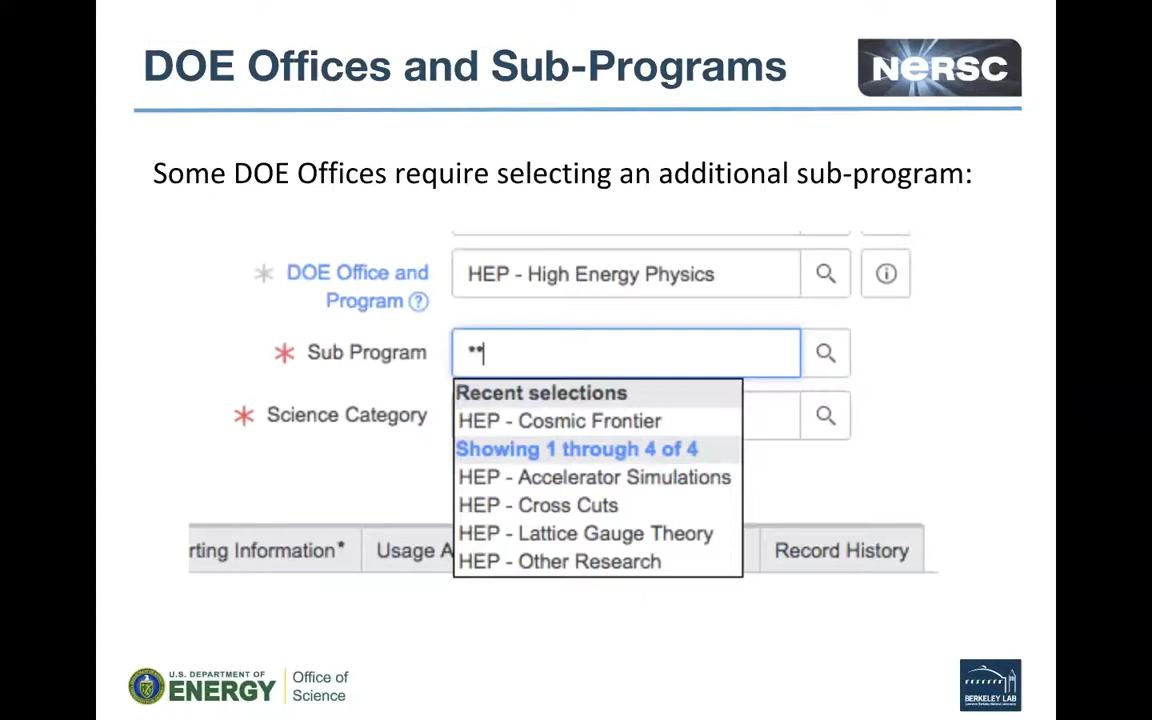 DOE Offices and Sub-Programs
NERSC
Some DOE Offices require selecting an additional sub-program:
DOE Office and
Program ?
HEP - High Energy Physics
Sub Program
**
Recent selections
HEP - Cosmic Frontier
Showing 1 through 4 of 4
HEP - Accelerator Simulations
HEP - Cross Cuts
HEP - Lattice Gauge Theory
HEP - Other Research
Science Category
rting Information*
Usage A
Record History
U.S. DEPARTMENT OF
ENERGY
Office of
Science
BERKELEY LAB